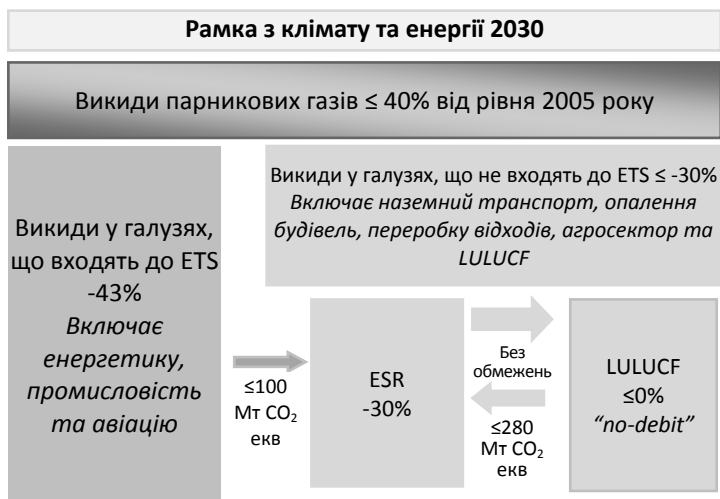 Рамка з клімату та енергії 2030
Викиди парникових газів ≤ 40% від рівня 2005 року
Викиди у галузях,
що входять до ETS
-43%
Включає
енергетику,
промисловість
та авіацію
Викиди у галузях, що не входять до ETS ≤ -30%
Включає наземний транспорт, опалення
будівель, переробку відходів, агросектор та
LULUCF
≤100
Мт CO₂
екв
ESR
-30%
Без
обмежень
≤280
Мт CO₂
екв
LULUCF
≤0%
“no-debit”